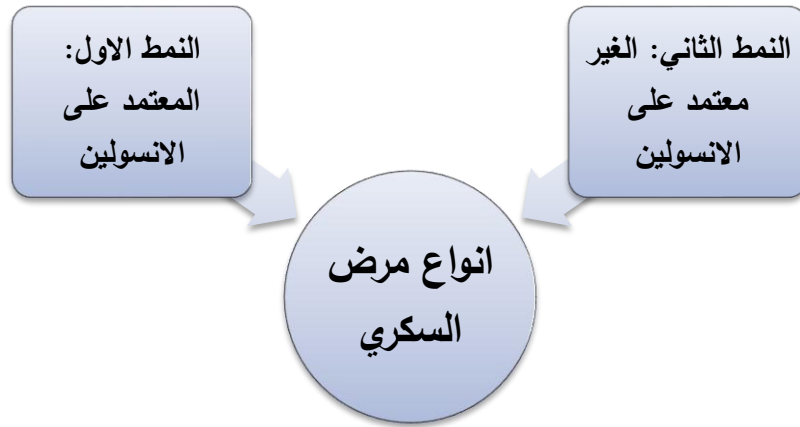 النمط الثاني: الغير
معتمد على
الانسولين
النمط الاول:
المعتمد على
الانسولين
انواع مرض
السكري